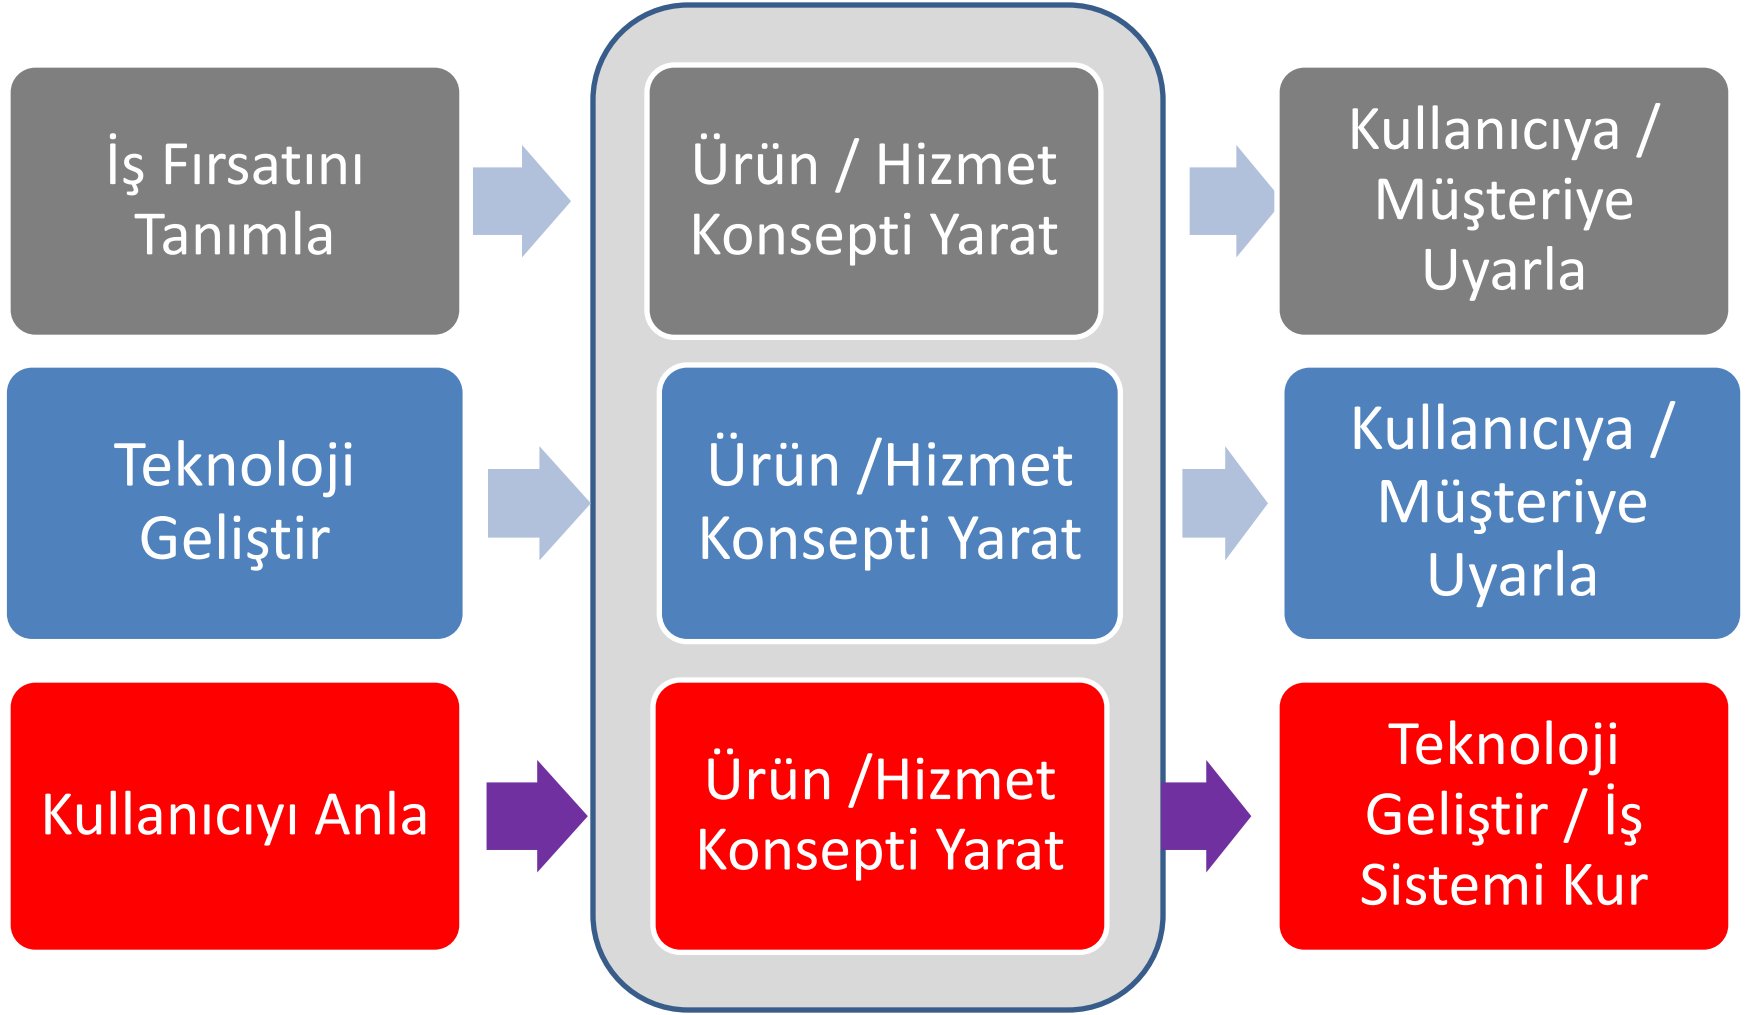 İş Fırsatını
Tanımla
Ürün / Hizmet
Konsepti Yarat
Kullanıcıya /
Müşteriye
Uyarla
Teknoloji
Geliştir
Ürün /Hizmet
Konsepti Yarat
Kullanıcıya /
Müşteriye
Uyarla
Kullanıcıyı Anla
Ürün /Hizmet
Konsepti Yarat
Teknoloji
Geliştir / İş
Sistemi Kur